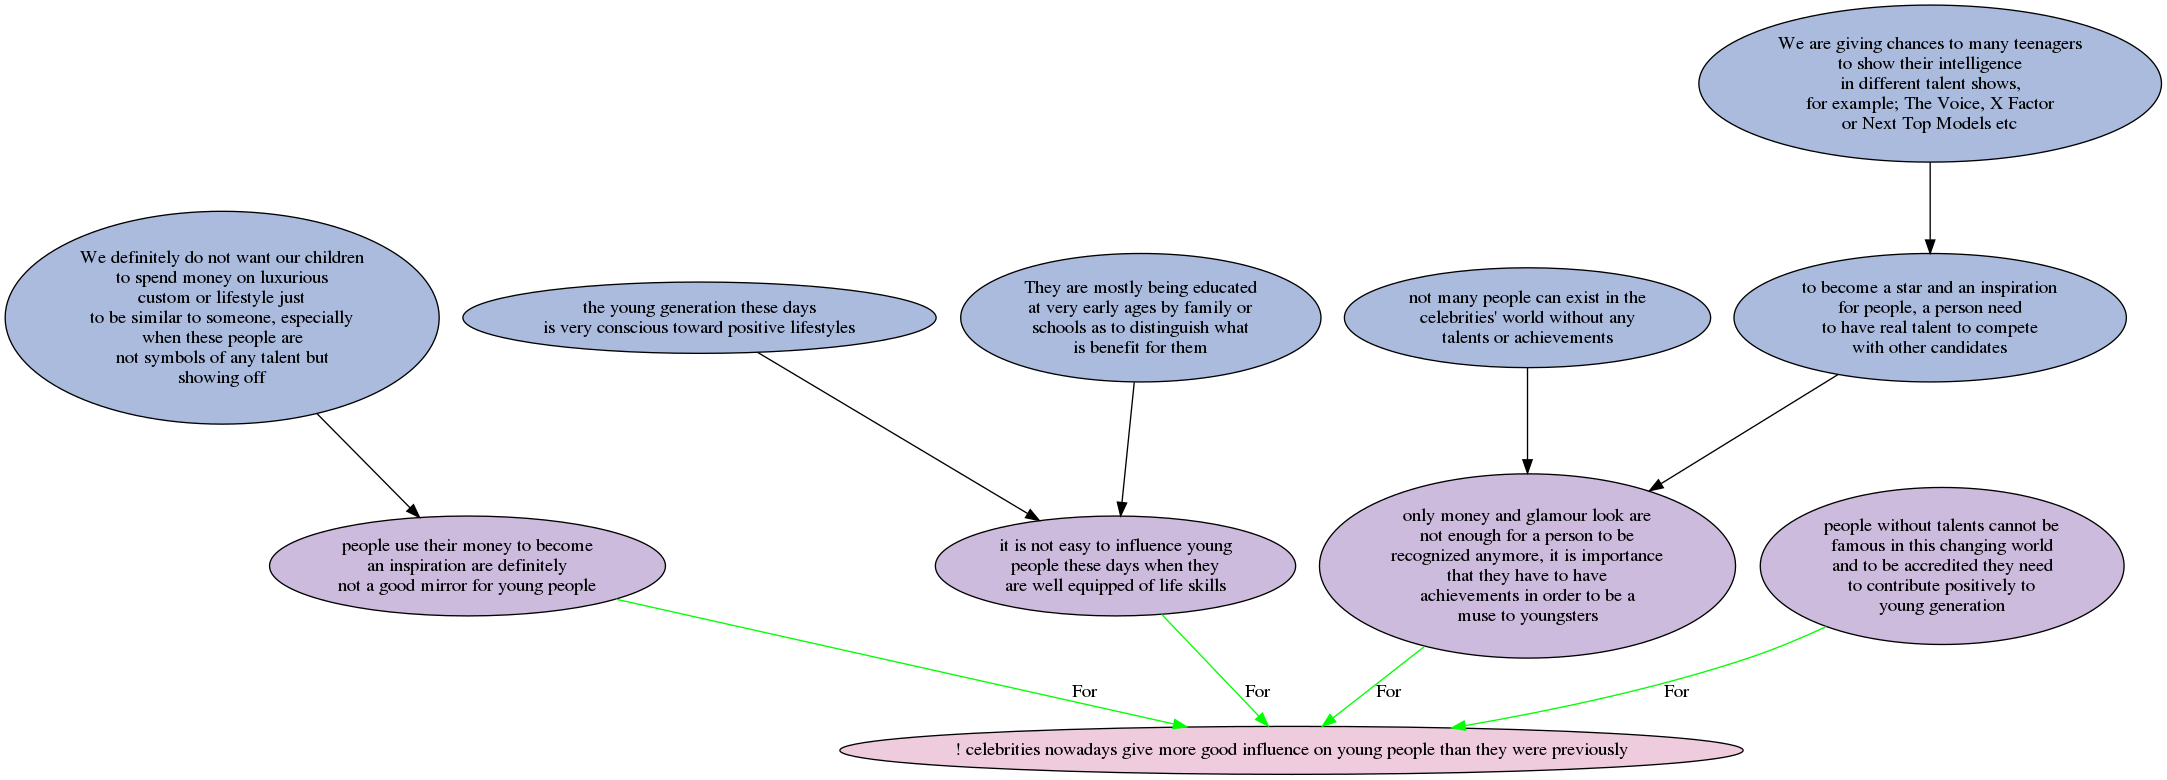 We are giving chances to many teenagers
to show their intelligence
in different talent shows,
for example; The Voice, X Factor
or Next Top Models etc
We definitely do not want our children
to spend money on luxurious
custom or lifestyle just
to be similar to someone, especially
when these people are
not symbols of any talent but
showing off
the young generation these days
is very conscious toward positive lifestyles
They are mostly being educated
at very early ages by family or
schools as to distinguish what
is benefit for them
not many people can exist in the
celebrities' world without any
talents or achievements
to become a star and an inspiration
for people, a person need
to have real talent to compete
with other candidates
people use their money to become
an inspiration are definitely
not a good mirror for young people
it is not easy to influence young
people these days when they
are well equipped of life skills
only money and glamour look are
not enough for a person to be
recognized anymore, it is importance
that they have to have
achievements in order to be a
muse to youngsters
people without talents cannot be
famous in this changing world
and to be accredited they need
to contribute positively to
young generation
For
For
For
For
! celebrities nowadays give more good influence on young people than they were previously